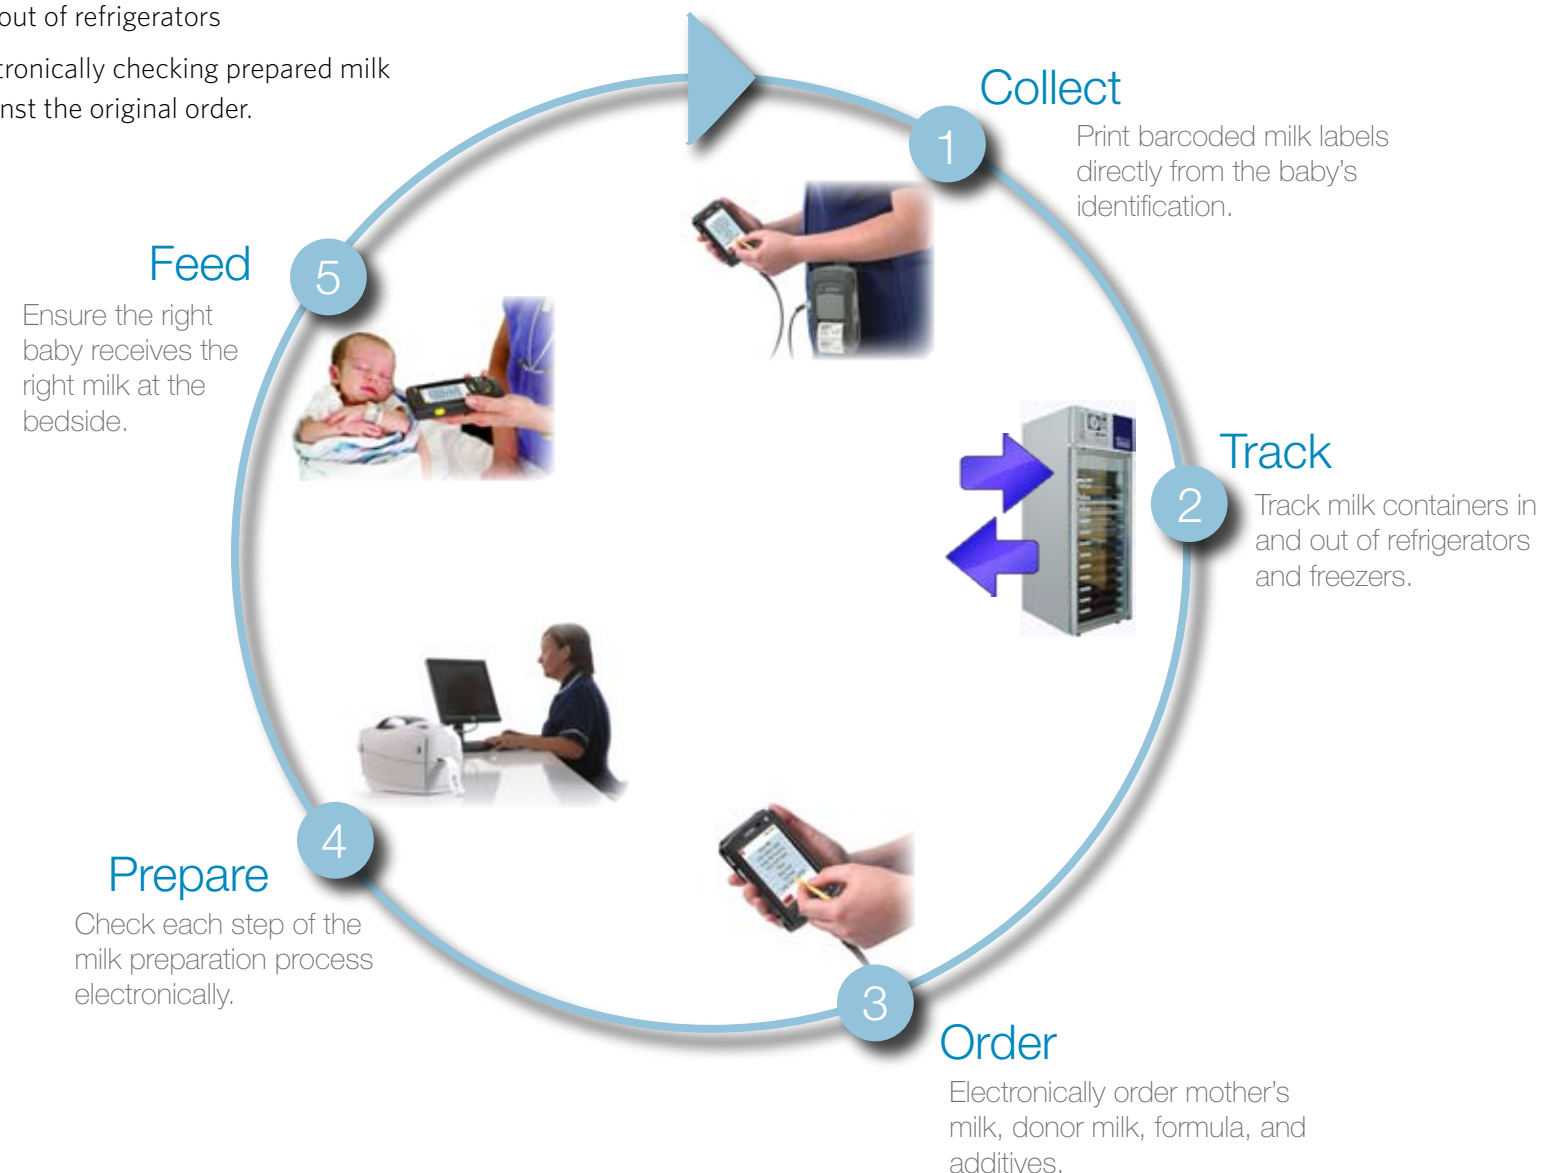 out of refrigerators
tronically checking prepared milk
nst the original order.
1
Collect
Print barcoded milk labels
directly from the baby’s
identification.
2
Track
Track milk containers in
and out of refrigerators
and freezers.
3
Order
Electronically order mother’s
milk, donor milk, formula, and
additives.
4
Prepare
Check each step of the
milk preparation process
electronically.
5
Feed
Ensure the right
baby receives the
right milk at the
bedside.